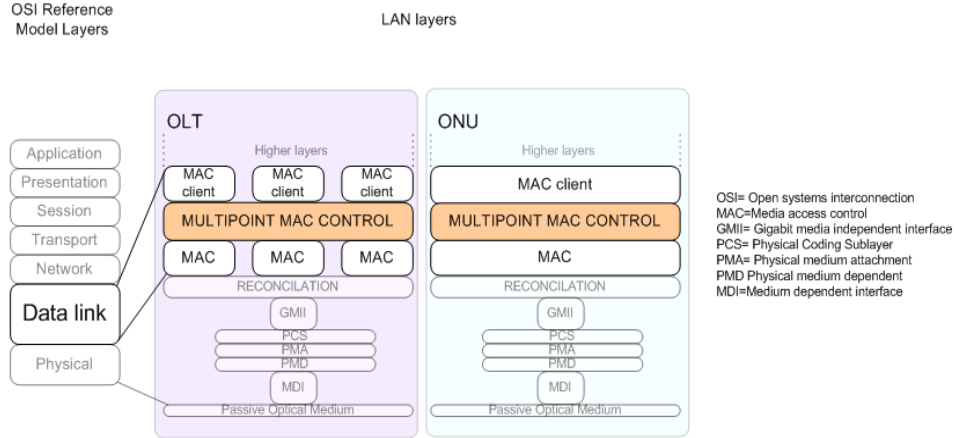 OSI Reference
Model Layers
LAN layers
Application
Presentation
Session
Transport
Network
Data link
Physical
OLT
Higher layers
MAC
client
MAC
client
MAC
client
MULTIPOINT MAC CONTROL
MAC
MAC
MAC
RECONCILATION
GMII
PCS
PMA
PMD
MDI
Passive Optical Medium
ONU
Higher layers
MAC client
MULTIPOINT MAC CONTROL
MAC
RECONCILATION
GMII
PCS
PMA
PMD
MDI
Passive Optical Medium
OSI= Open systems interconnection
MAC=Media access control
GMII= Gigabit media independent interface
PCS= Physical Coding Sublayer
PMA= Physical medium attachment
PMD Physical medium dependent
MDI=Medium dependent interface